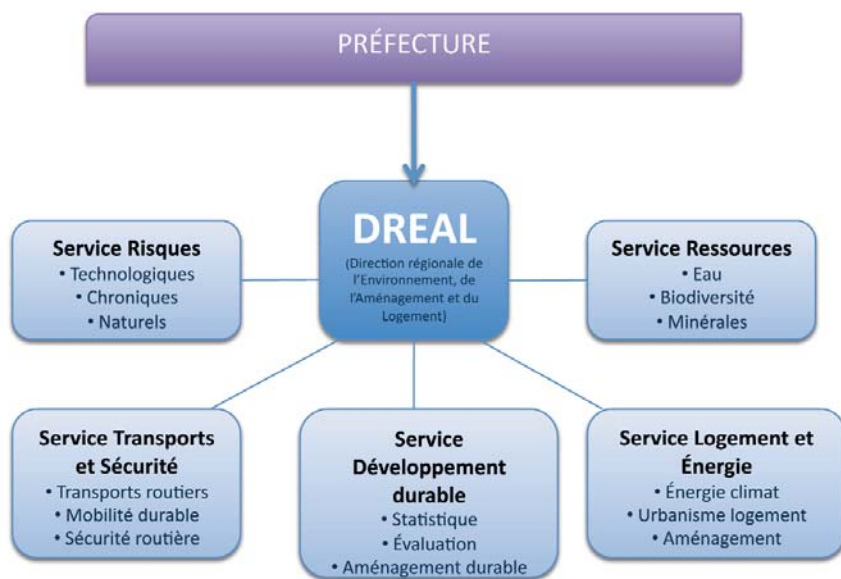 PRÉFECTURE
DREAL
(Direction régionale de
l’Environnement, de
l’Aménagement et du
Logement)
Service Risques
• Technologiques
• Chroniques
• Naturels
Service Ressources
• Eau
• Biodiversité
• Minérales
Service Transports
et Sécurité
• Transports routiers
• Mobilité durable
• Sécurité routière
Service
Développement
durable
• Statistique
• Évaluation
• Aménagement durable
Service Logement et
Énergie
• Énergie climat
• Urbanisme logement
• Aménagement